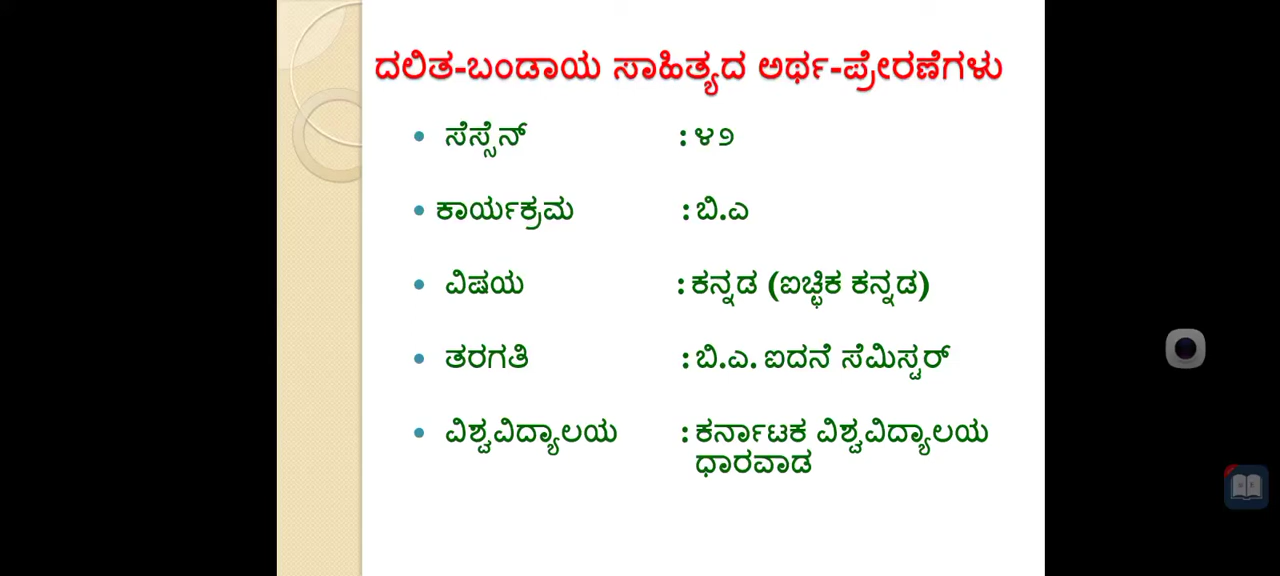 ದಲಿತ-ಬಂಡಾಯ ಸಾಹಿತ್ಯದ ಅರ್ಥ-ಪ್ರೇರಣೆಗಳು
• ಸೆಸ್ಸೆನ್ : ೪೨
• ಕಾರ್ಯಕ್ರಮ : ಬಿ.ಎ
• ವಿಷಯ : ಕನ್ನಡ (ಐಚ್ಛಿಕ ಕನ್ನಡ)
• ತರಗತಿ : ಬಿ.ಎ. ಐದನೆ ಸೆಮಿಸ್ಟರ್
• ವಿಶ್ವವಿದ್ಯಾಲಯ : ಕರ್ನಾಟಕ ವಿಶ್ವವಿದ್ಯಾಲಯ
ಧಾರವಾಡ